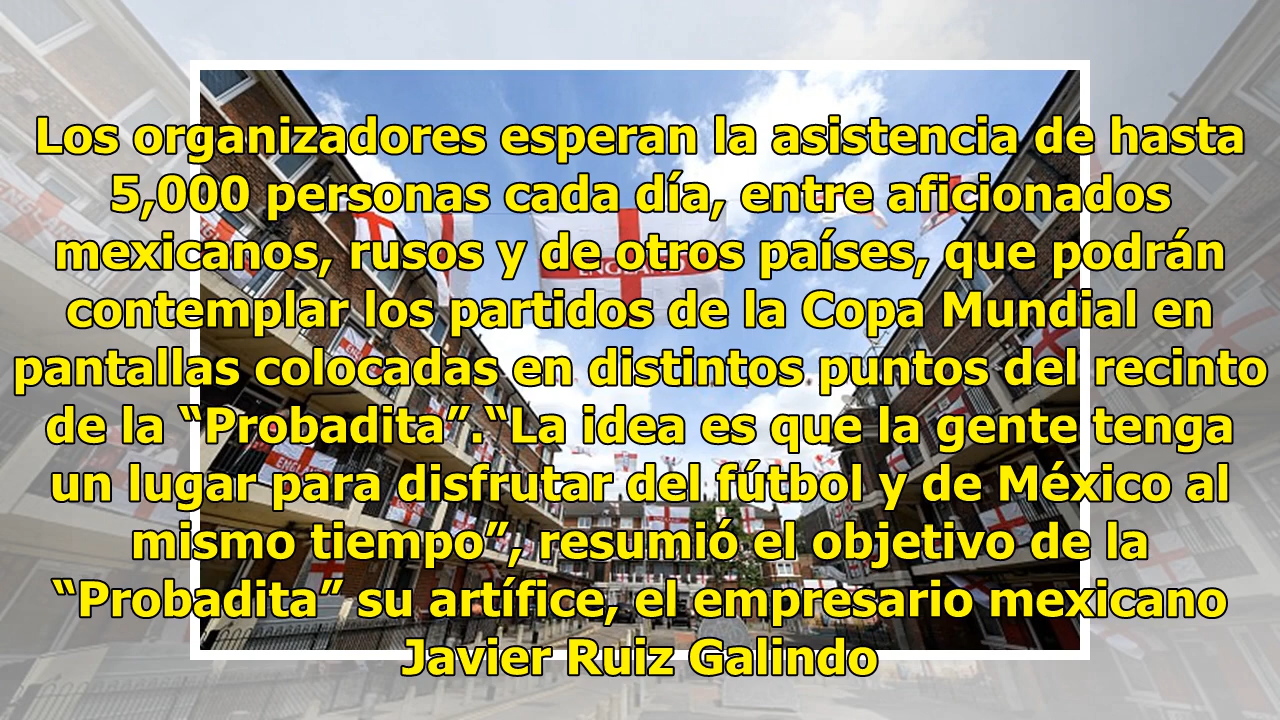 Los organizadores esperan la asistencia de hasta
5,000 personas cada día, entre aficionados
mexicanos, rusos y de otros países, que podrán
contemplar los partidos de la Copa Mundial en
pantallas colocadas en distintos puntos del recinto
de la “Probadita”.“La idea es que la gente tenga
un lugar para disfrutar del fútbol y de México al
mismo tiempo”, resumió el objetivo de la
“Probadita” su artífice, el empresario mexicano
Javier Ruiz Galindo
ENGLAND
ENGLAND
ENGLAND